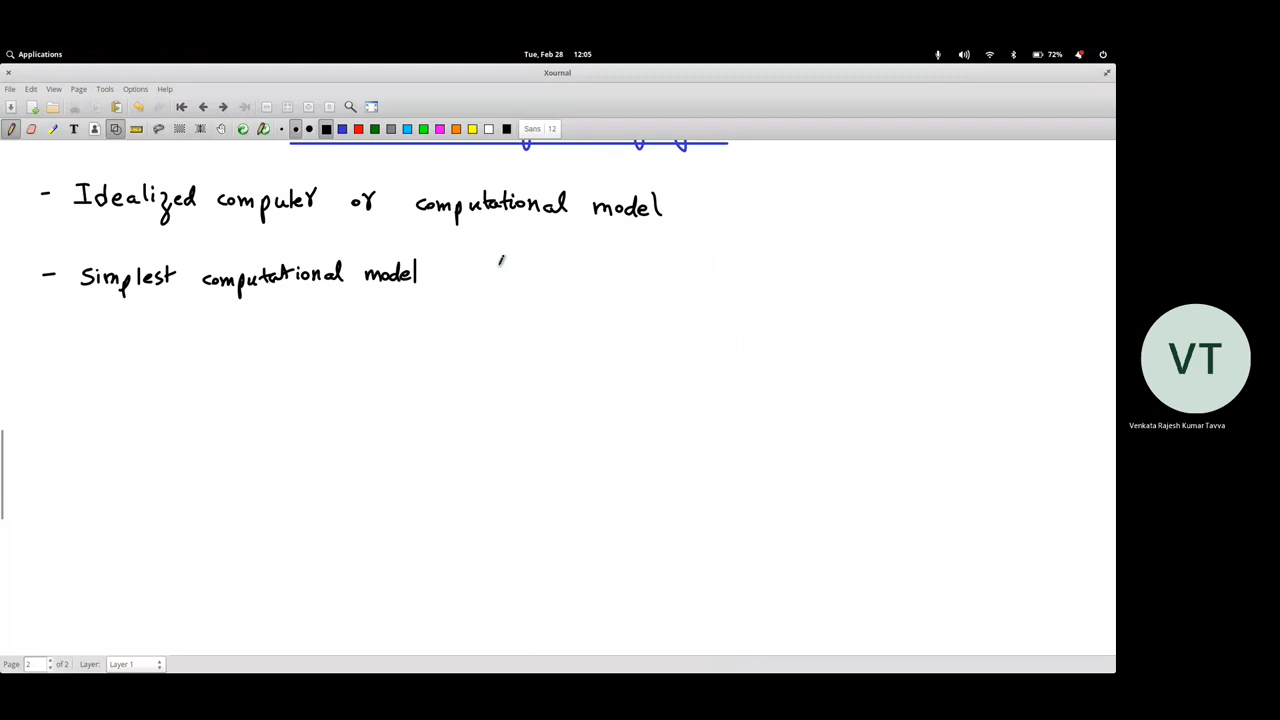 Applications
Tue, Feb 28 12:05
72%
Xournal
File Edit View Page Tools Options Help
Sans 12
- Idealized computer or computational model
- Simplest computational model
VT
Venkata Rajesh Kumar Tavva
Page 2 of 2 Layer: Layer 1